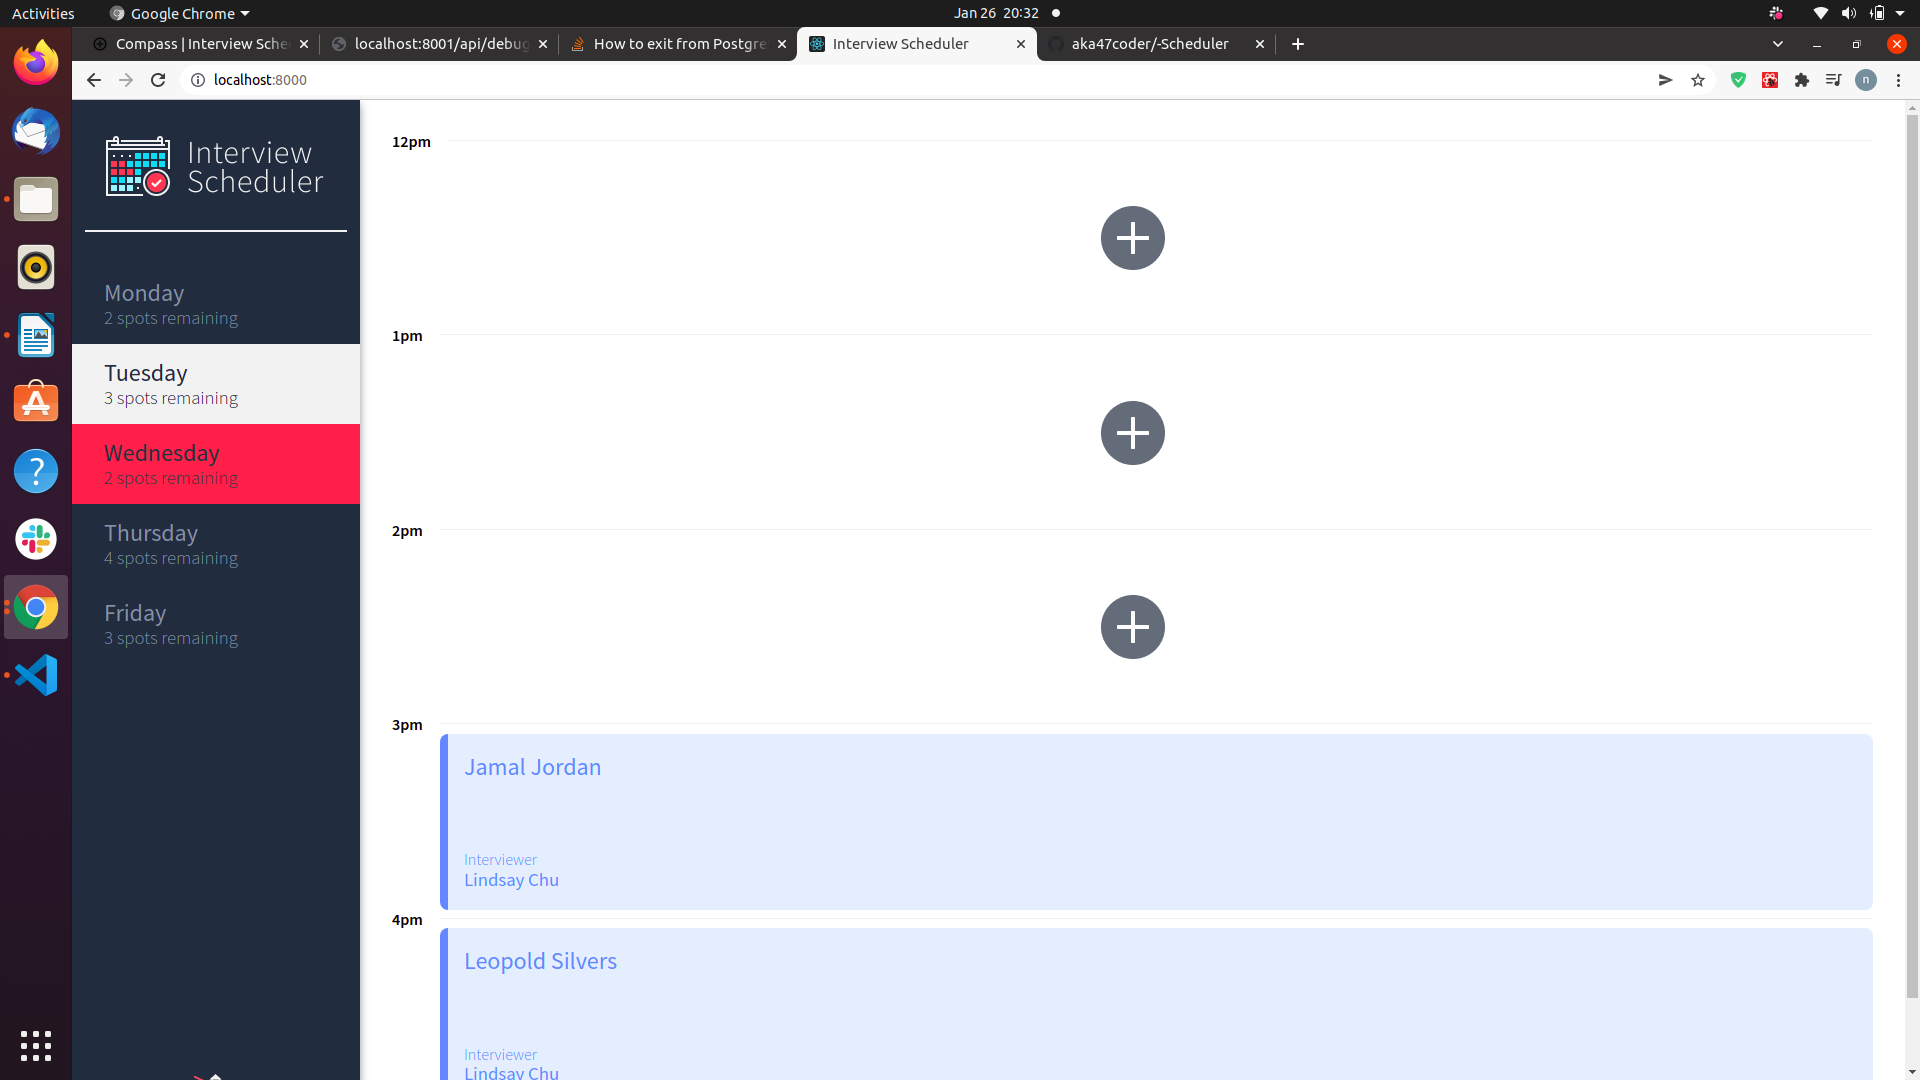 Activities
Google Chrome
Jan 26 20:32
Compass | Interview Sche
localhost:8001/api/debug
How to exit from Postgre
Interview Scheduler
aka47coder/-Scheduler
localhost:8000
n
Interview
Scheduler
Monday
2 spots remaining
Tuesday
3 spots remaining
Wednesday
2 spots remaining
Thursday
4 spots remaining
Friday
3 spots remaining
12pm
1pm
2pm
3pm
Jamal Jordan
Interviewer
Lindsay Chu
4pm
Leopold Silvers
Interviewer
Lindsay Chu